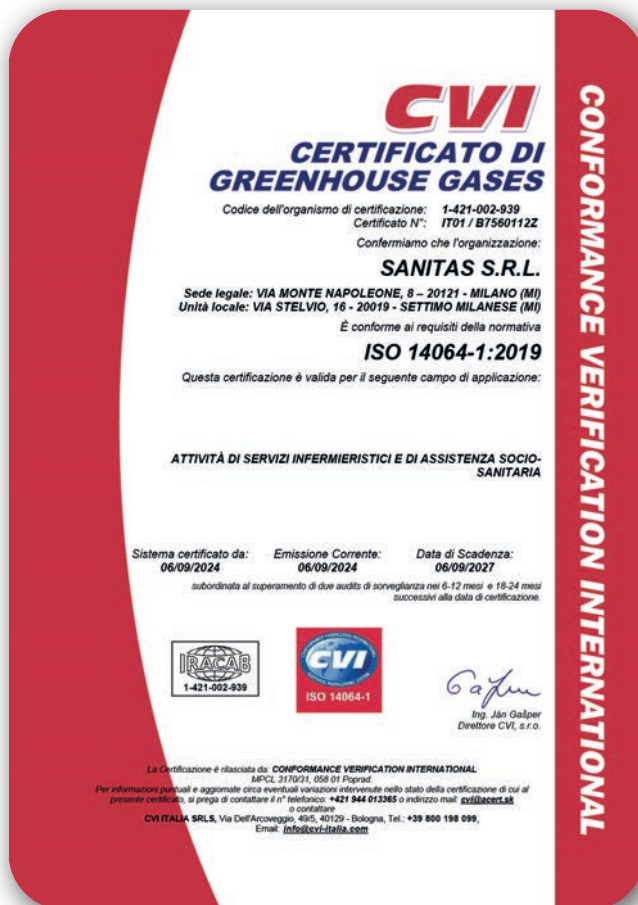 CVI
CERTIFICATO DI
GREENHOUSE GASES
Codice dell'organismo di certificazione: 1-421-002-939
Certificato N°: IT01 / B7560112Z
Confermiamo che l'organizzazione:
SANITAS S.R.L.
Sede legale: VIA MONTE NAPOLEONE, 8 – 20121 - MILANO (MI)
Unità locale: VIA STELVIO, 16 - 20019 - SETTIMO MILANESE (MI)
È conforme ai requisiti della normativa
ISO 14064-1:2019
Questa certificazione è valida per il seguente campo di applicazione:
ATTIVITÀ DI SERVIZI INFERMIERISTICI E DI ASSISTENZA SOCIO-
SANITARIA
Sistema certificato da: Emissione Corrente: Data di Scadenza:
06/09/2024 06/09/2024 06/09/2027
subordinata al superamento di due audits di sorveglianza nei 6-12 mesi e 18-24 mesi
successivi alla data di certificazione.
IRACAB
1-421-002-939
CVI
ISO 14064-1
Ing. Ján Gašper
Direttore CVI, s.r.o.
La Certificazione è rilasciata da: CONFORMANCE VERIFICATION INTERNATIONAL
MPCL 3170/31, 058 01 Poprad.
Per informazioni puntuali e aggiornate circa eventuali variazioni intervenute nello stato della certificazione di cui al
presente certificato, si prega di contattare il n° telefonico: +421 944 013365 o indirizzo mail: cvi@acert.sk
o contattare
CVI ITALIA SRLS, Via Dell'Arcoveggio, 49/5, 40129 - Bologna, Tel.: +39 800 198 099,
Email: info@cvi-italia.com
CONFORMANCE VERIFICATION INTERNATIONAL